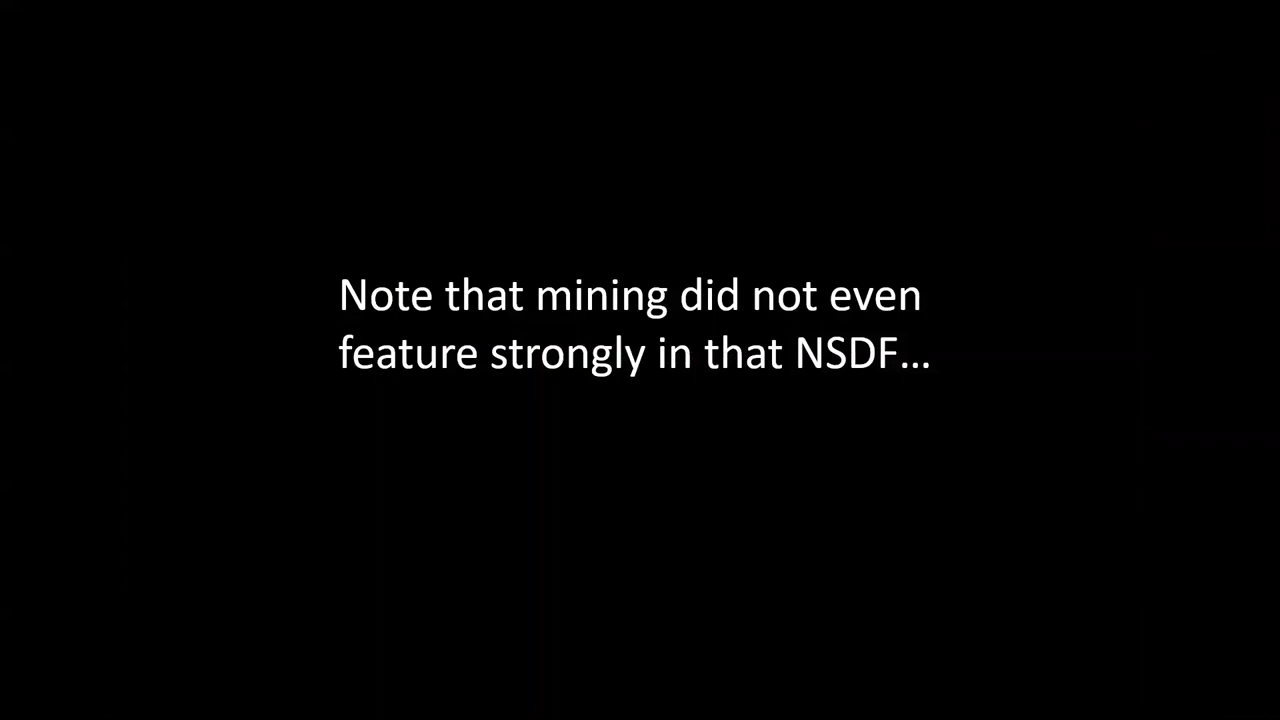 Note that mining did not even
feature strongly in that NSDF…